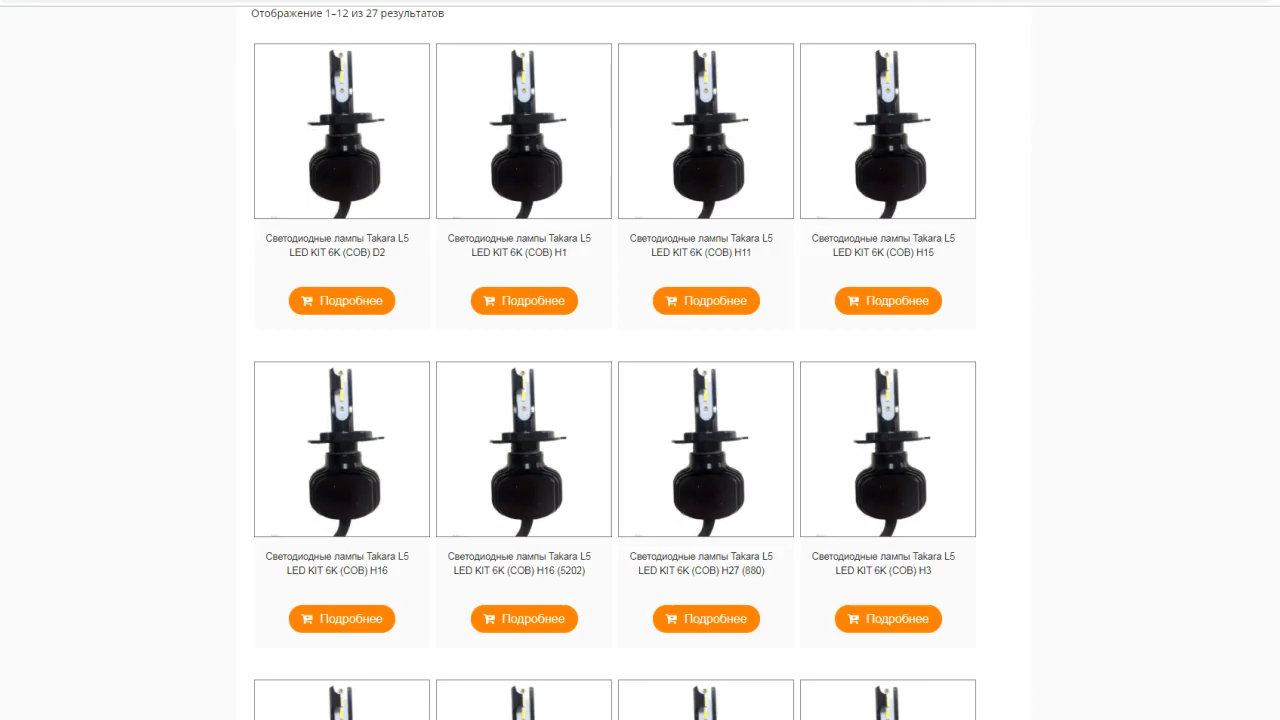 Отображение 1–12 из 27 результатов
Светодиодные лампы Takara L5
LED KIT 6K (COB) D2
Подробнее
Светодиодные лампы Takara L5
LED KIT 6K (COB) H1
Подробнее
Светодиодные лампы Takara L5
LED KIT 6K (COB) H11
Подробнее
Светодиодные лампы Takara L5
LED KIT 6K (COB) H15
Подробнее
Светодиодные лампы Takara L5
LED KIT 6K (COB) H16
Подробнее
Светодиодные лампы Takara L5
LED KIT 6K (COB) H16 (5202)
Подробнее
Светодиодные лампы Takara L5
LED KIT 6K (COB) H27 (880)
Подробнее
Светодиодные лампы Takara L5
LED KIT 6K (COB) H3
Подробнее